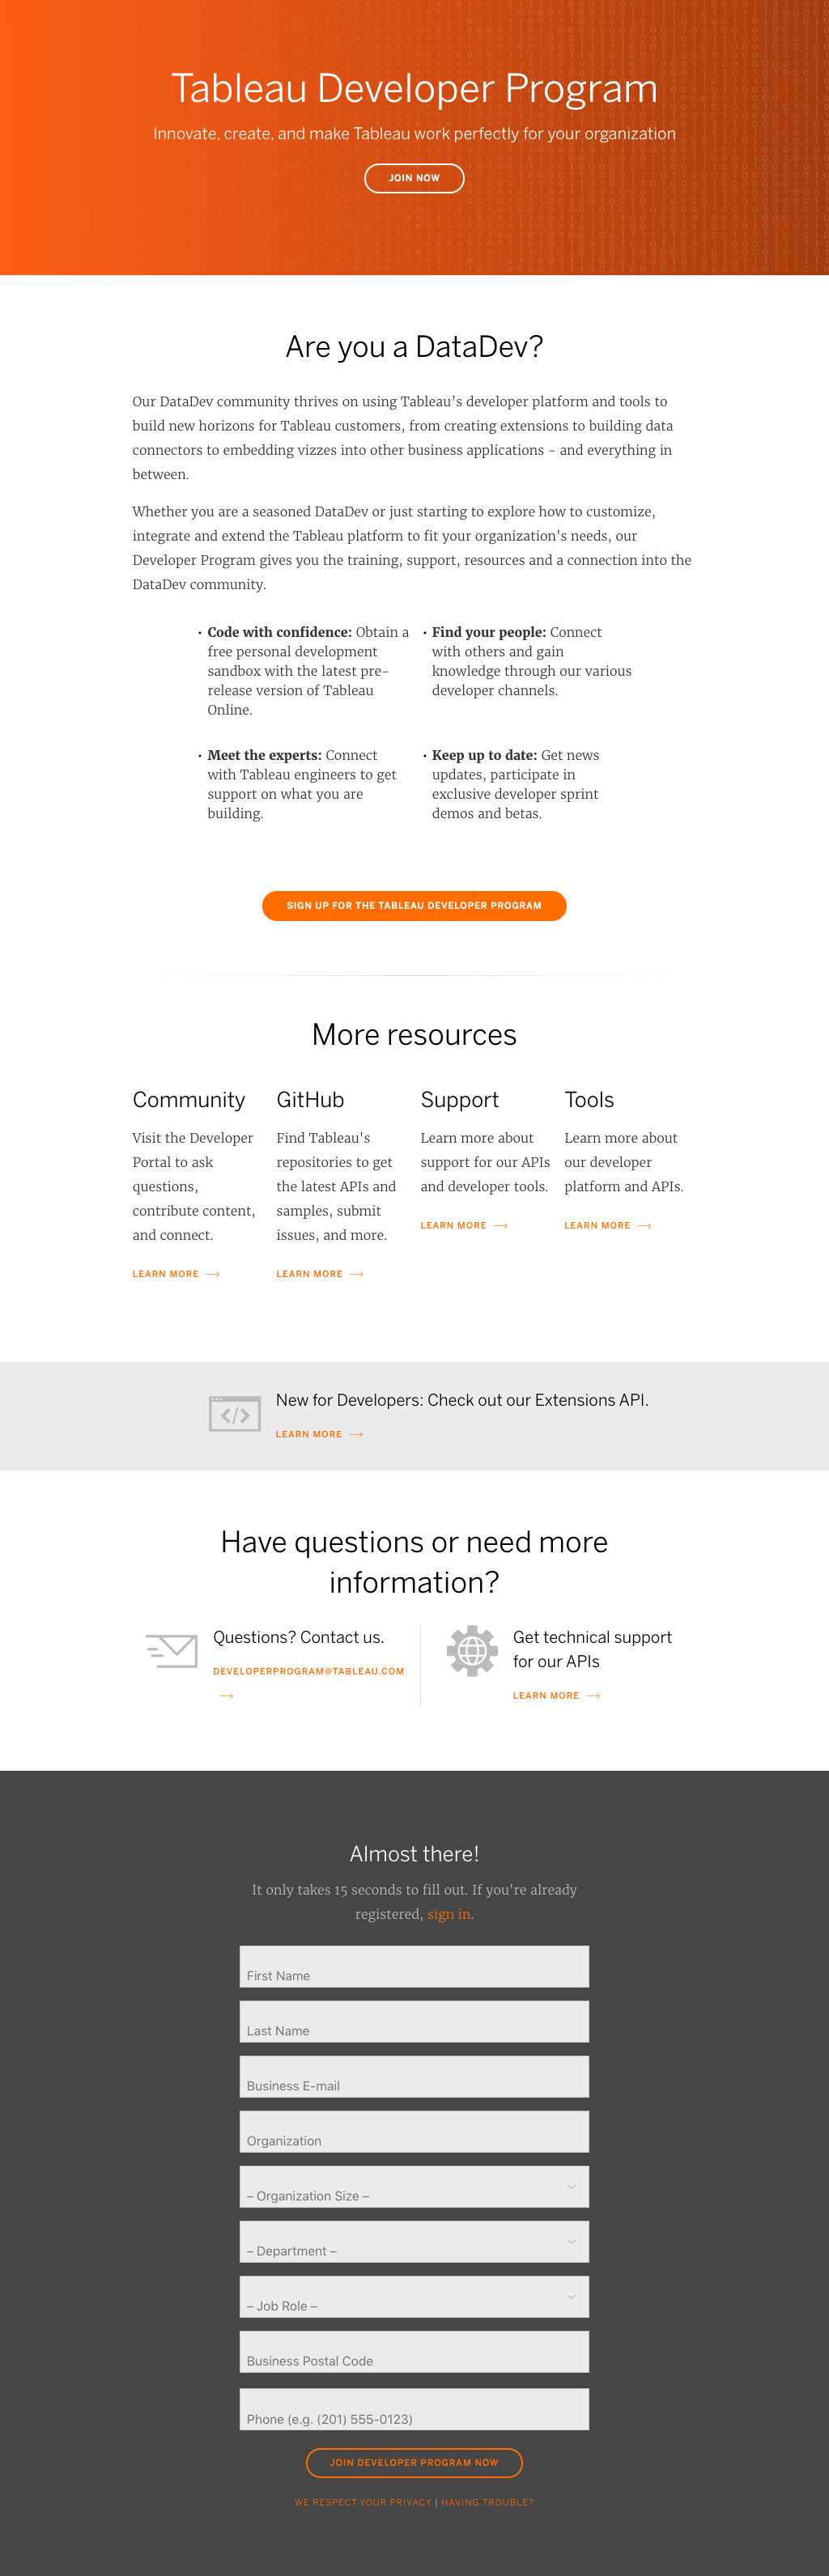 Tableau Developer Program
Innovate, create, and make Tableau work perfectly for your organization
JOIN NOW
Are you a DataDev?
Our DataDev community thrives on using Tableau’s developer platform and tools to
build new horizons for Tableau customers, from creating extensions to building data
connectors to embedding vizzes into other business applications - and everything in
between.
Whether you are a seasoned DataDev or just starting to explore how to customize,
integrate and extend the Tableau platform to fit your organization's needs, our
Developer Program gives you the training, support, resources and a connection into the
DataDev community.
• Code with confidence: Obtain a
free personal development
sandbox with the latest pre-
release version of Tableau
Online.
• Find your people: Connect
with others and gain
knowledge through our various
developer channels.
• Meet the experts: Connect
with Tableau engineers to get
support on what you are
building.
• Keep up to date: Get news
updates, participate in
exclusive developer sprint
demos and betas.
SIGN UP FOR THE TABLEAU DEVELOPER PROGRAM
More resources
Community
Visit the Developer
Portal to ask
questions,
contribute content,
and connect.
LEARN MORE
GitHub
Find Tableau's
repositories to get
the latest APIs and
samples, submit
issues, and more.
LEARN MORE
Support
Learn more about
support for our APIs
and developer tools.
LEARN MORE
Tools
Learn more about
our developer
platform and APIs.
LEARN MORE
New for Developers: Check out our Extensions API.
LEARN MORE
Have questions or need more
information?
Questions? Contact us.
DEVELOPERPROGRAM@TABLEAU.COM
Get technical support
for our APIs
LEARN MORE
Almost there!
It only takes 15 seconds to fill out. If you're already
registered, sign in.
First Name
Last Name
Business E-mail
Organization
– Organization Size –
– Department –
– Job Role –
Business Postal Code
Phone (e.g. (201) 555-0123)
JOIN DEVELOPER PROGRAM NOW
WE RESPECT YOUR PRIVACY | HAVING TROUBLE?